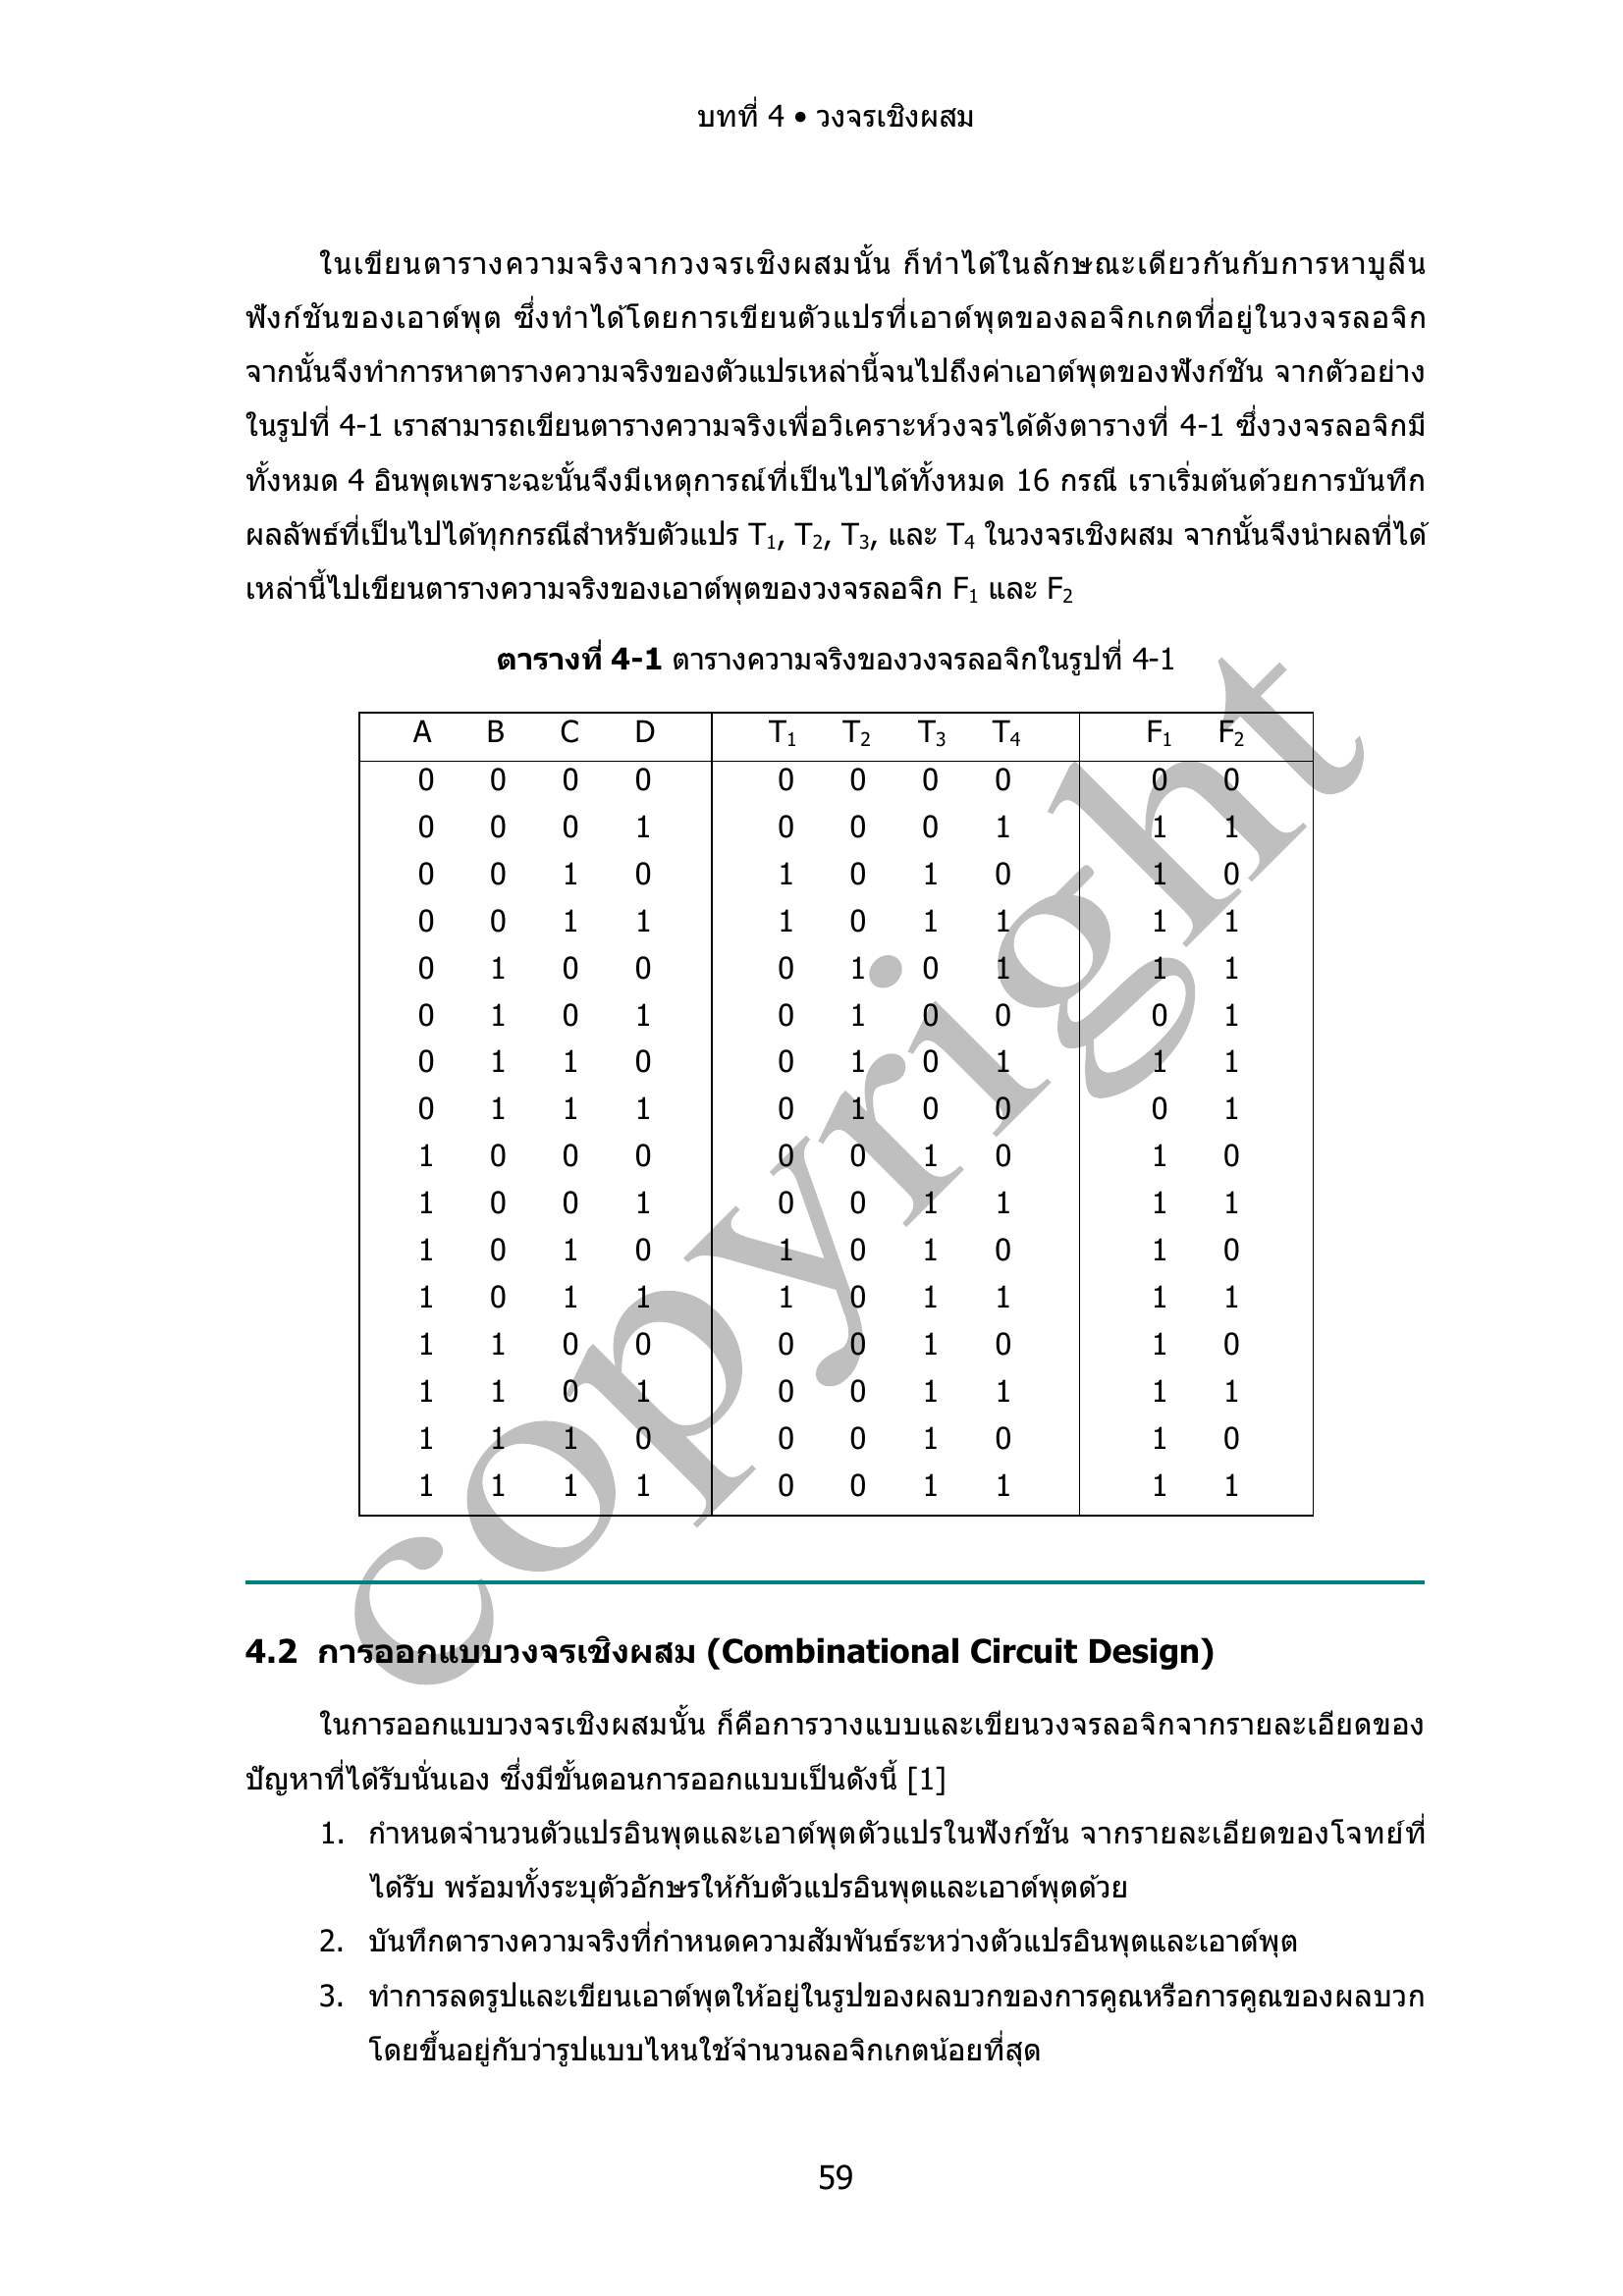 บทที่ 4 • วงจรเชิงผสม
ในเขียนตารางความจริงจากวงจรเชิงผสมนั้น ก็ทำได้ในลักษณะเดียวกันกับการหาบูลีน
ฟังก์ชันของเอาต์พุต ซึ่งทำได้โดยการเขียนตัวแปรที่เอาต์พุตของลอจิกเกตที่อยู่ในวงจรลอจิก
จากนั้นจึงทำการหาตารางความจริงของตัวแปรเหล่านี้จนไปถึงค่าเอาต์พุตของฟังก์ชัน จากตัวอย่าง
ในรูปที่ 4-1 เราสามารถเขียนตารางความจริงเพื่อวิเคราะห์วงจรได้ดังตารางที่ 4-1 ซึ่งวงจรลอจิกมี
ทั้งหมด 4 อินพุตเพราะฉะนั้นจึงมีเหตุการณ์ที่เป็นไปได้ทั้งหมด 16 กรณี เราเริ่มต้นด้วยการบันทึก
ผลลัพธ์ที่เป็นไปได้ทุกกรณีสำหรับตัวแปร T₁, T₂, T₃, และ T₄ ในวงจรเชิงผสม จากนั้นจึงนำผลที่ได้
เหล่านี้ไปเขียนตารางความจริงของเอาต์พุตของวงจรลอจิก F₁ และ F₂
ตารางที่ 4-1 ตารางความจริงของวงจรลอจิกในรูปที่ 4-1
A B C D T₁ T₂ T₃ T₄ F₁ F₂
0 0 0 0 0 0 0 0 0 0
0 0 0 1 0 0 0 1 1 1
0 0 1 0 1 0 1 0 1 0
0 0 1 1 1 0 1 1 1 1
0 1 0 0 0 1 0 1 1 1
0 1 0 1 0 1 0 0 0 1
0 1 1 0 0 1 0 1 1 1
0 1 1 1 0 1 0 0 0 1
1 0 0 0 0 0 1 0 1 0
1 0 0 1 0 0 1 1 1 1
1 0 1 0 1 0 1 0 1 0
1 0 1 1 1 0 1 1 1 1
1 1 0 0 0 0 1 0 1 0
1 1 0 1 0 0 1 1 1 1
1 1 1 0 0 0 1 0 1 0
1 1 1 1 0 0 1 1 1 1
copyright
4.2 การออกแบบวงจรเชิงผสม (Combinational Circuit Design)
ในการออกแบบวงจรเชิงผสมนั้น ก็คือการวางแบบและเขียนวงจรลอจิกจากรายละเอียดของ
ปัญหาที่ได้รับนั่นเอง ซึ่งมีขั้นตอนการออกแบบเป็นดังนี้ [1]
1. กำหนดจำนวนตัวแปรอินพุตและเอาต์พุตตัวแปรในฟังก์ชัน จากรายละเอียดของโจทย์ที่
ได้รับ พร้อมทั้งระบุตัวอักษรให้กับตัวแปรอินพุตและเอาต์พุตด้วย
2. บันทึกตารางความจริงที่กำหนดความสัมพันธ์ระหว่างตัวแปรอินพุตและเอาต์พุต
3. ทำการลดรูปและเขียนเอาต์พุตให้อยู่ในรูปของผลบวกของการคูณหรือการคูณของผลบวก
โดยขึ้นอยู่กับว่ารูปแบบไหนใช้จำนวนลอจิกเกตน้อยที่สุด
59